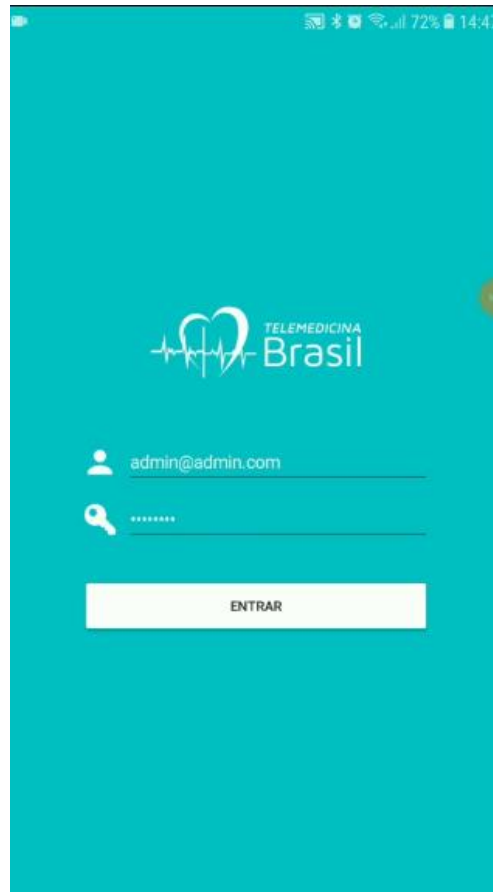 72% 14:4
TELEMEDICINA
Brasil
admin@admin.com
••••••••
ENTRAR